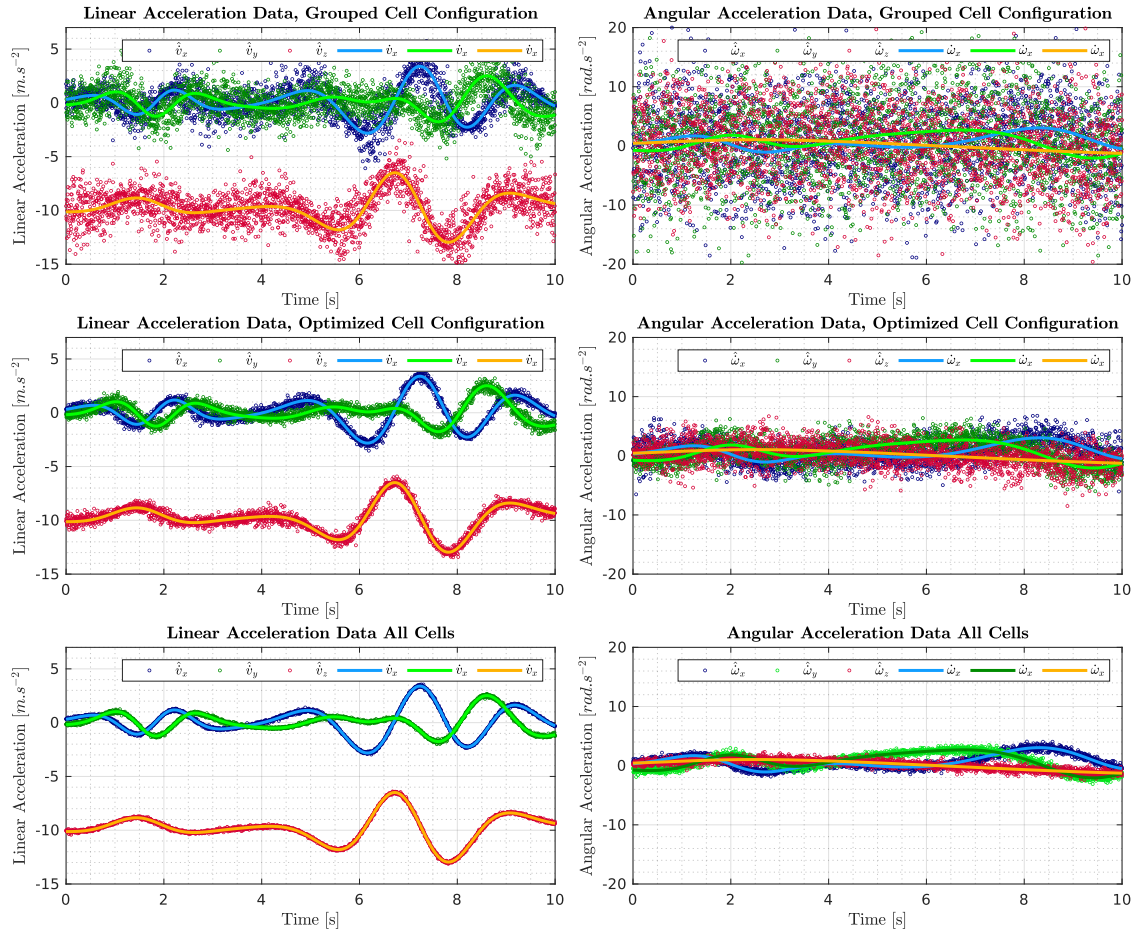 Linear Acceleration Data, Grouped Cell Configuration
Linear Acceleration [m.s⁻²]
5
0
-5
-10
-15
v̂̇ₓ v̂̇ᵧ v̂̇_z v̇ₓ v̇ₓ v̇ₓ
0 2 4 6 8 10
Time [s]
Angular Acceleration Data, Grouped Cell Configuration
Angular Acceleration [rad.s⁻²]
20
10
0
-10
-20
ω̂̇ₓ ω̂̇ᵧ ω̂̇_z ω̇ₓ ω̇ₓ ω̇ₓ
0 2 4 6 8 10
Time [s]
Linear Acceleration Data, Optimized Cell Configuration
Linear Acceleration [m.s⁻²]
5
0
-5
-10
-15
v̂̇ₓ v̂̇ᵧ v̂̇_z v̇ₓ v̇ₓ v̇ₓ
0 2 4 6 8 10
Time [s]
Angular Acceleration Data, Optimized Cell Configuration
Angular Acceleration [rad.s⁻²]
20
10
0
-10
-20
ω̂̇ₓ ω̂̇ᵧ ω̂̇_z ω̇ₓ ω̇ₓ ω̇ₓ
0 2 4 6 8 10
Time [s]
Linear Acceleration Data All Cells
Linear Acceleration [m.s⁻²]
5
0
-5
-10
-15
v̂̇ₓ v̂̇ᵧ v̂̇_z v̇ₓ v̇ₓ v̇ₓ
0 2 4 6 8 10
Time [s]
Angular Acceleration Data All Cells
Angular Acceleration [rad.s⁻²]
20
10
0
-10
-20
ω̂̇ₓ ω̂̇ᵧ ω̂̇_z ω̇ₓ ω̇ₓ ω̇ₓ
0 2 4 6 8 10
Time [s]